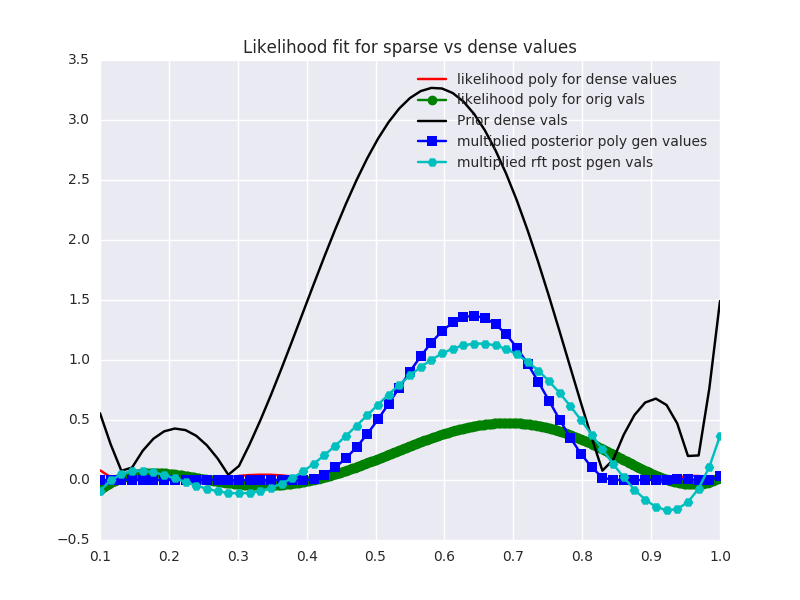 Likelihood fit for sparse vs dense values
3.5
3.0
2.5
2.0
1.5
1.0
0.5
0.0
−0.5
likelihood poly for dense values
likelihood poly for orig vals
Prior dense vals
multiplied posterior poly gen values
multiplied rft post pgen vals
0.1 0.2 0.3 0.4 0.5 0.6 0.7 0.8 0.9 1.0